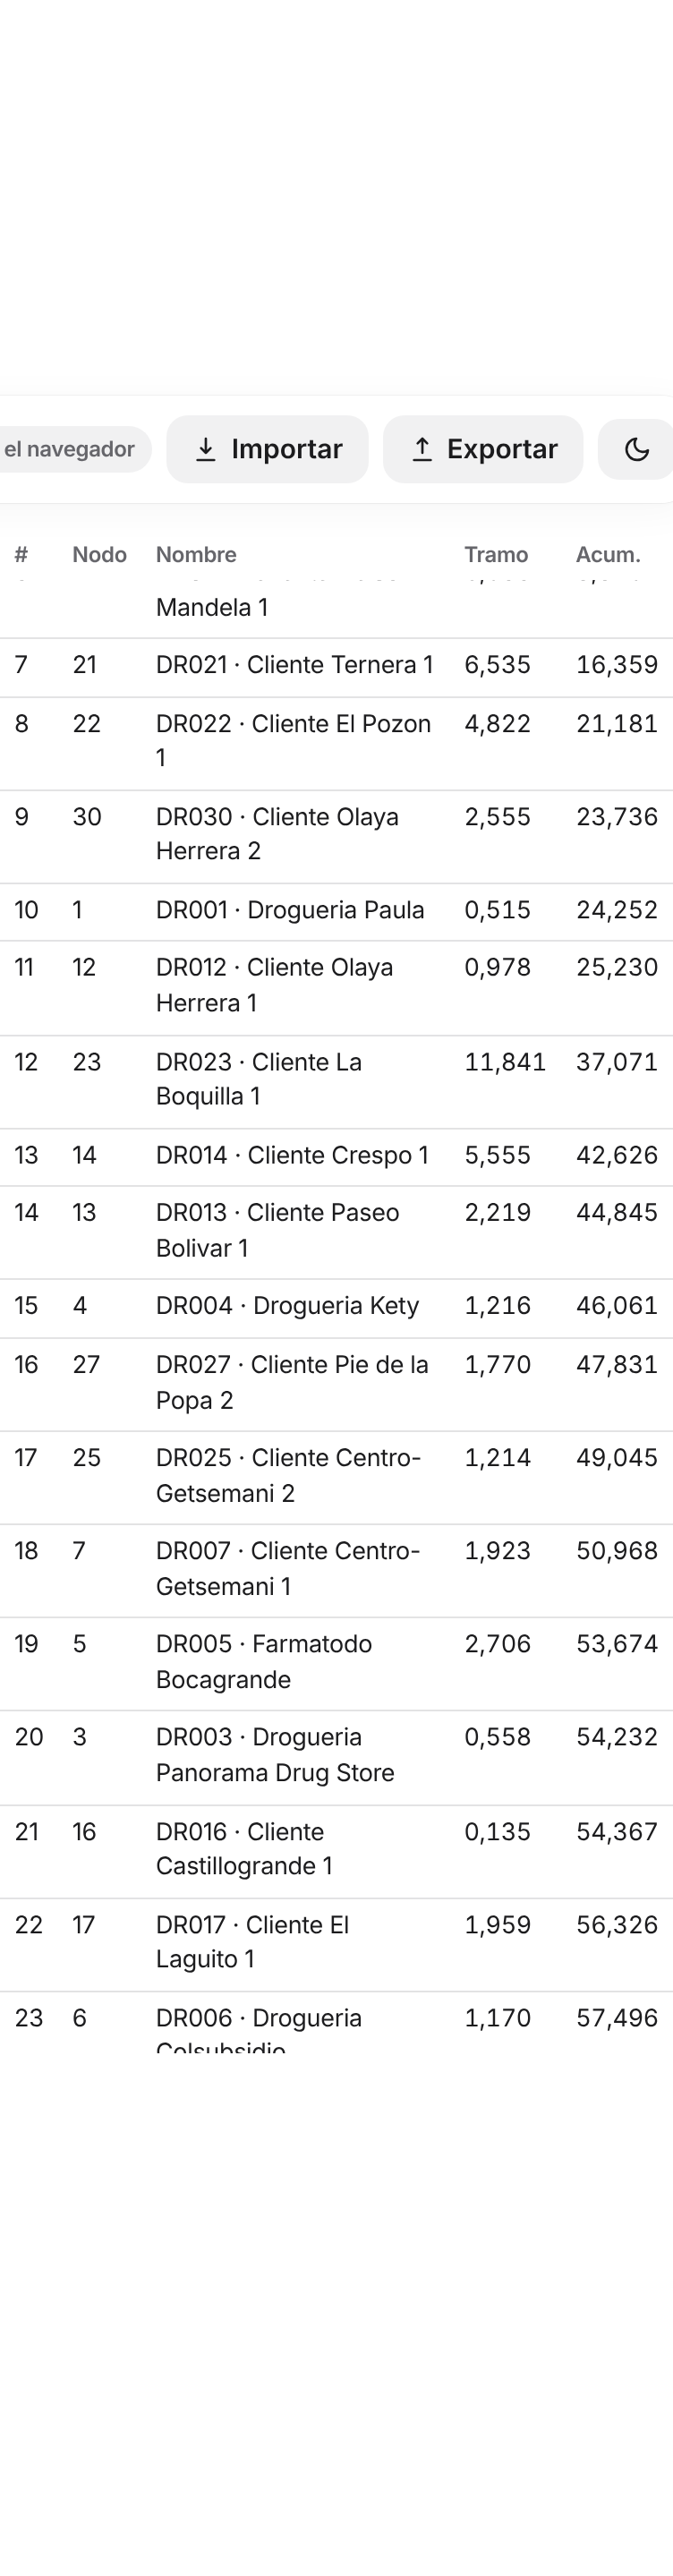 el navegador Importar Exportar
# Nodo Nombre Tramo Acum.
Mandela 1
7 21 DR021 · Cliente Ternera 1 6,535 16,359
8 22 DR022 · Cliente El Pozon 4,822 21,181
1
9 30 DR030 · Cliente Olaya 2,555 23,736
Herrera 2
10 1 DR001 · Drogueria Paula 0,515 24,252
11 12 DR012 · Cliente Olaya 0,978 25,230
Herrera 1
12 23 DR023 · Cliente La 11,841 37,071
Boquilla 1
13 14 DR014 · Cliente Crespo 1 5,555 42,626
14 13 DR013 · Cliente Paseo 2,219 44,845
Bolivar 1
15 4 DR004 · Drogueria Kety 1,216 46,061
16 27 DR027 · Cliente Pie de la 1,770 47,831
Popa 2
17 25 DR025 · Cliente Centro- 1,214 49,045
Getsemani 2
18 7 DR007 · Cliente Centro- 1,923 50,968
Getsemani 1
19 5 DR005 · Farmatodo 2,706 53,674
Bocagrande
20 3 DR003 · Drogueria 0,558 54,232
Panorama Drug Store
21 16 DR016 · Cliente 0,135 54,367
Castillogrande 1
22 17 DR017 · Cliente El 1,959 56,326
Laguito 1
23 6 DR006 · Drogueria 1,170 57,496
Colsubsidio